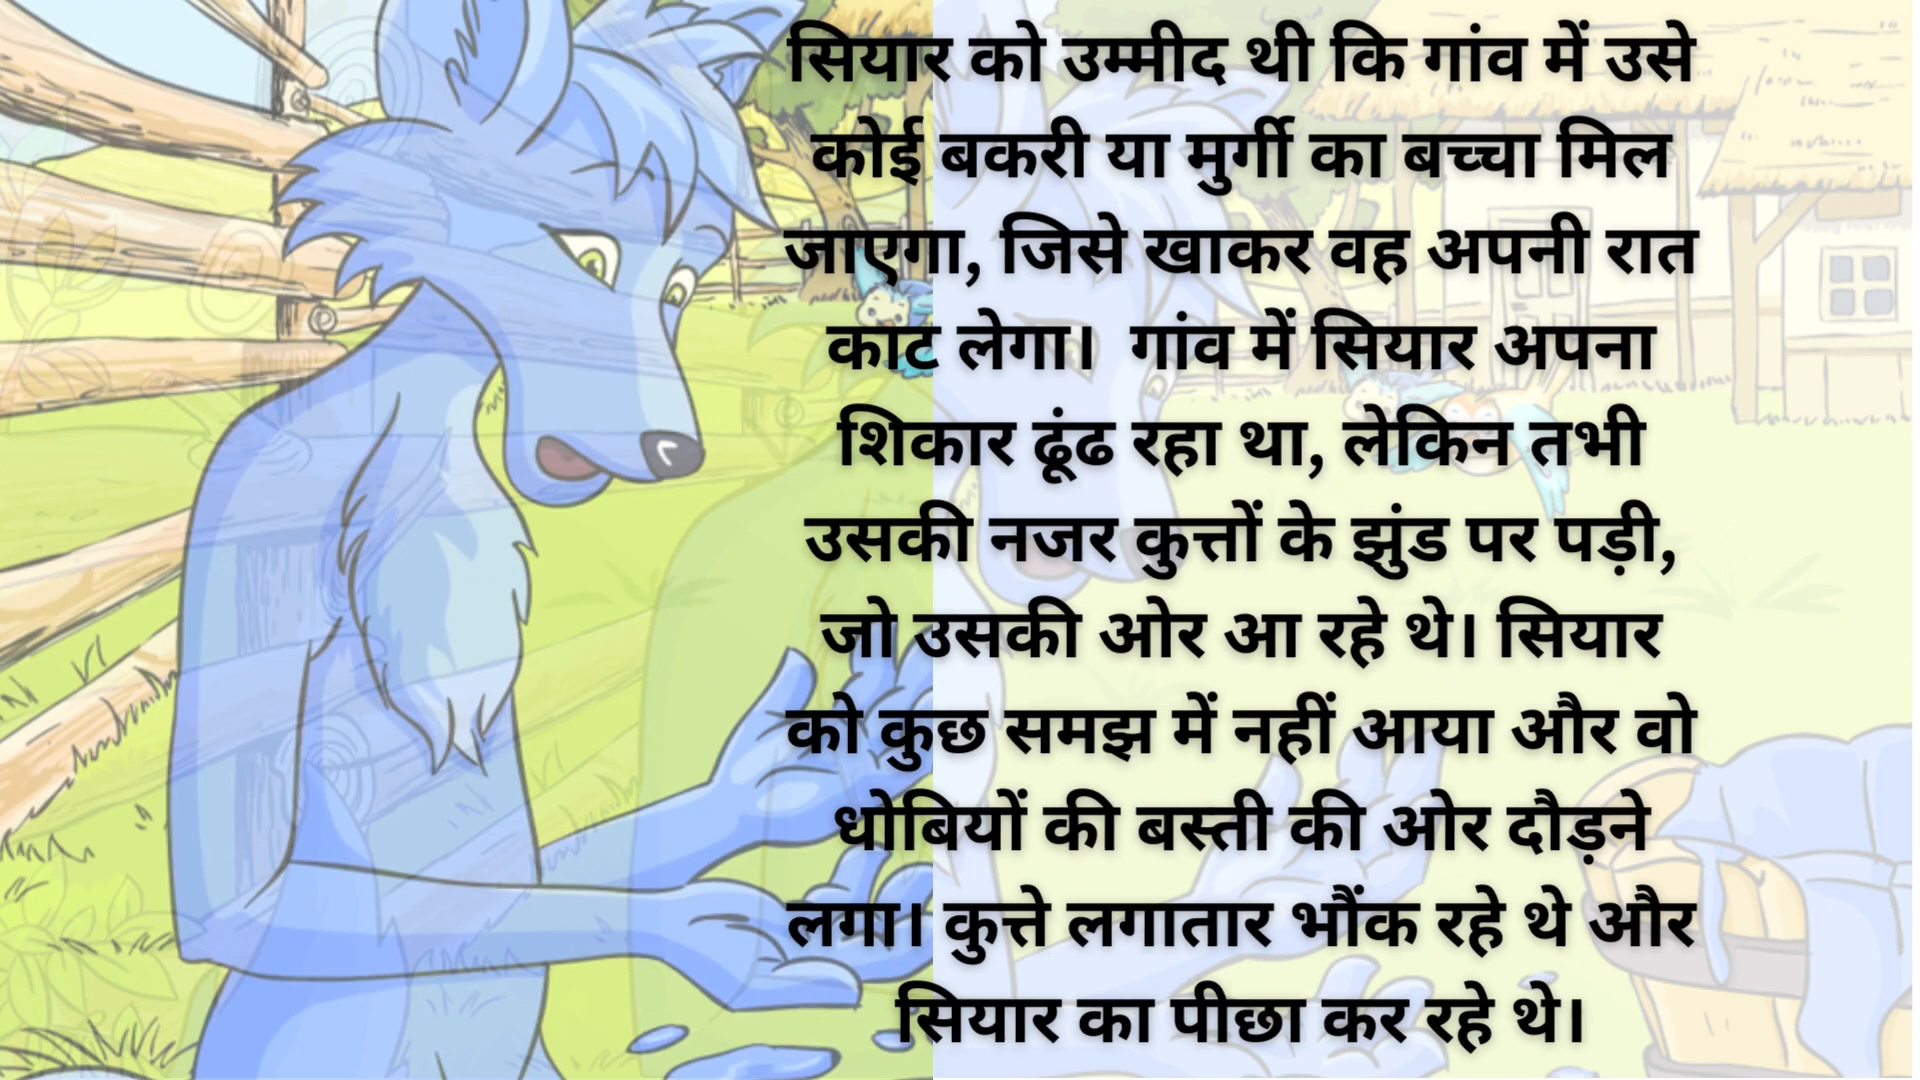 सियार को उम्मीद थी कि गांव में उसे
कोई बकरी या मुर्गी का बच्चा मिल
जाएगा, जिसे खाकर वह अपनी रात
काट लेगा।  गांव में सियार अपना
शिकार ढूंढ रहा था, लेकिन तभी
उसकी नजर कुत्तों के झुंड पर पड़ी,
जो उसकी ओर आ रहे थे। सियार
को कुछ समझ में नहीं आया और वो
धोबियों की बस्ती की ओर दौड़ने
लगा। कुत्ते लगातार भौंक रहे थे और
सियार का पीछा कर रहे थे।